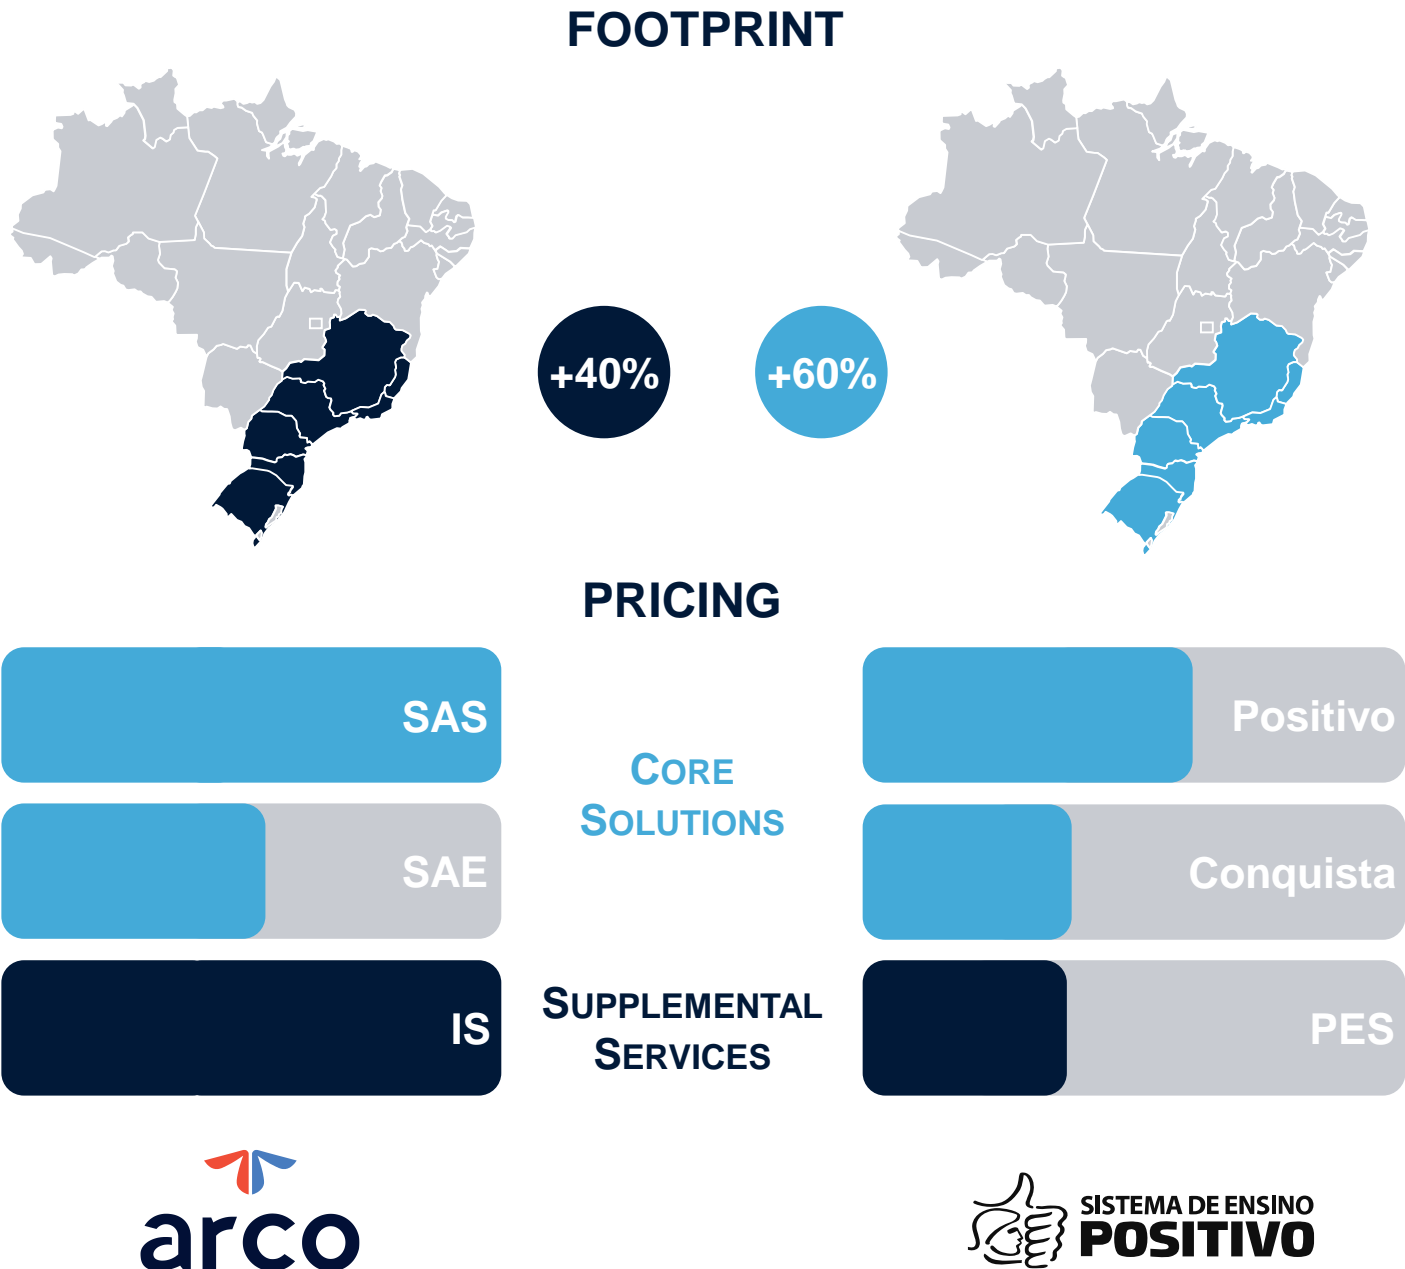 FOOTPRINT
+40%
+60%
PRICING
SAS
Positivo
CORE
SOLUTIONS
SAE
Conquista
SUPPLEMENTAL
SERVICES
IS
PES
arco
SISTEMA DE ENSINO
POSITIVO